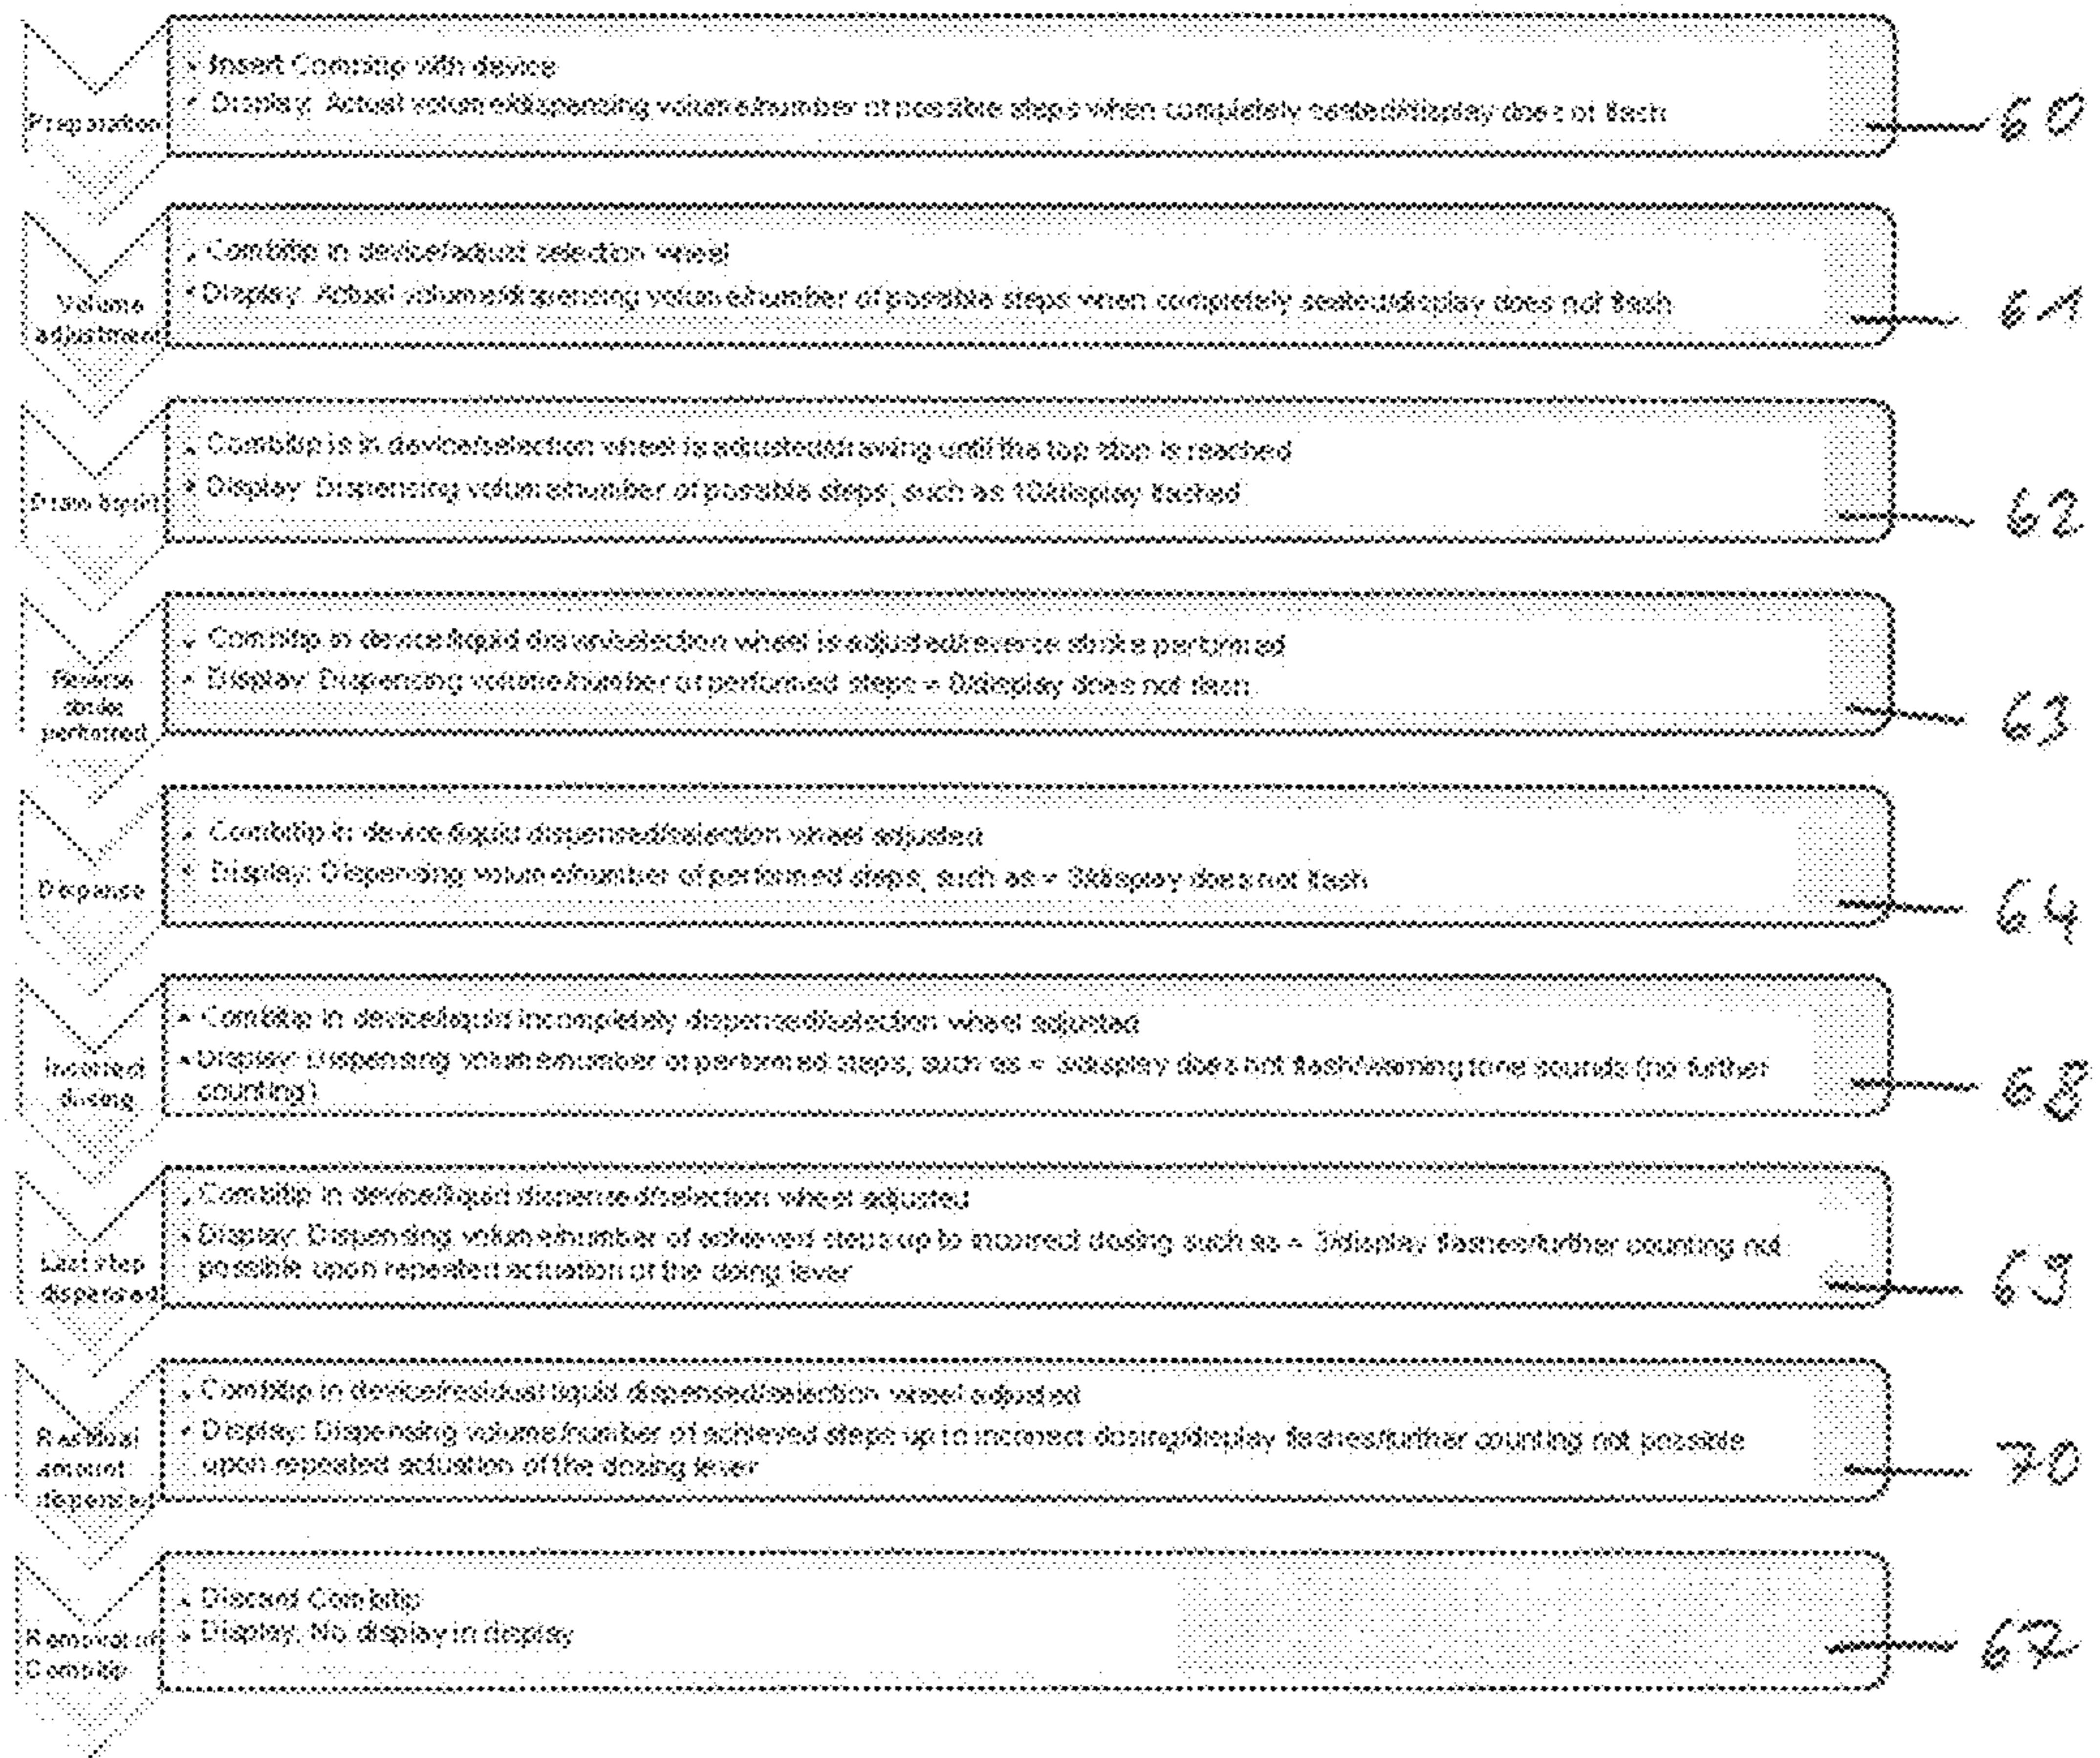 Preparation
• Insert Combitip with device
• Display: Actual volume/dispensing volume/number of possible steps when completely sealed/display does not flash
60
Volume
adjustment
• Combitip in device/adjust selection wheel
• Display: Actual volume/dispensing volume/number of possible steps when completely sealed/display does not flash
61
Draw liquid
• Combitip is in device/selection wheel is adjusted/drawing until the top stop is reached
• Display: Dispensing volume/number of possible steps, such as 10/display flashed
62
Reverse
stroke
performed
• Combitip in device/liquid drawn/selection wheel is adjusted/reverse stroke performed
• Display: Dispensing volume/number of performed steps = 0/display does not flash
63
Dispense
• Combitip in device/liquid dispensed/selection wheel adjusted
• Display: Dispensing volume/number of performed steps, such as = 3/display does not flash
64
Incorrect
dosing
• Combitip in device/liquid incompletely dispensed/selection wheel adjusted
• Display: Dispensing volume/number of performed steps, such as = 3/display does not flash/warning tone sounds (no further
counting)
68
Last step
dispensed
• Combitip in device/liquid dispensed/selection wheel adjusted
• Display: Dispensing volume/number of achieved steps up to incorrect dosing such as = 3/display flashes/further counting not
possible upon repeated actuation of the doing lever
69
Residual
amount
dispensed
• Combitip in device/residual liquid dispensed/selection wheel adjusted
• Display: Dispensing volume/number of achieved steps up to incorrect dosing/display flashes/further counting not possible
upon repeated actuation of the dosing lever
70
Removal of
Combitip
• Discard Combitip
• Display: No display in display
67